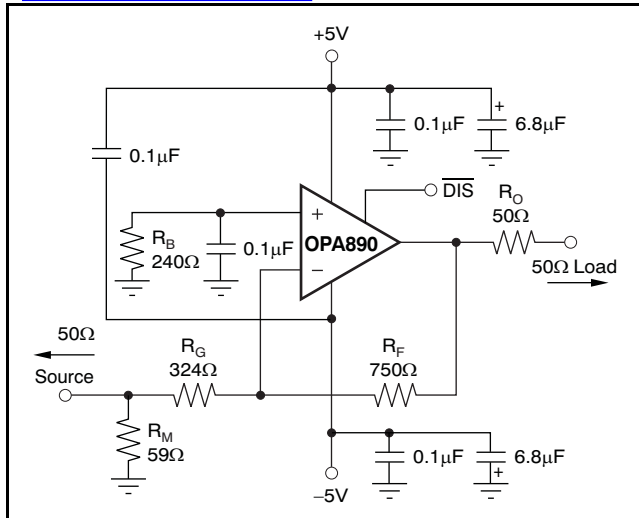 +5V
0.1μF
0.1μF
6.8μF
+
DIS
R_O
50Ω
50Ω Load
+
OPA890
−
R_B
240Ω
0.1μF
50Ω
Source
R_G
324Ω
R_F
750Ω
R_M
59Ω
0.1μF
6.8μF
+
−5V